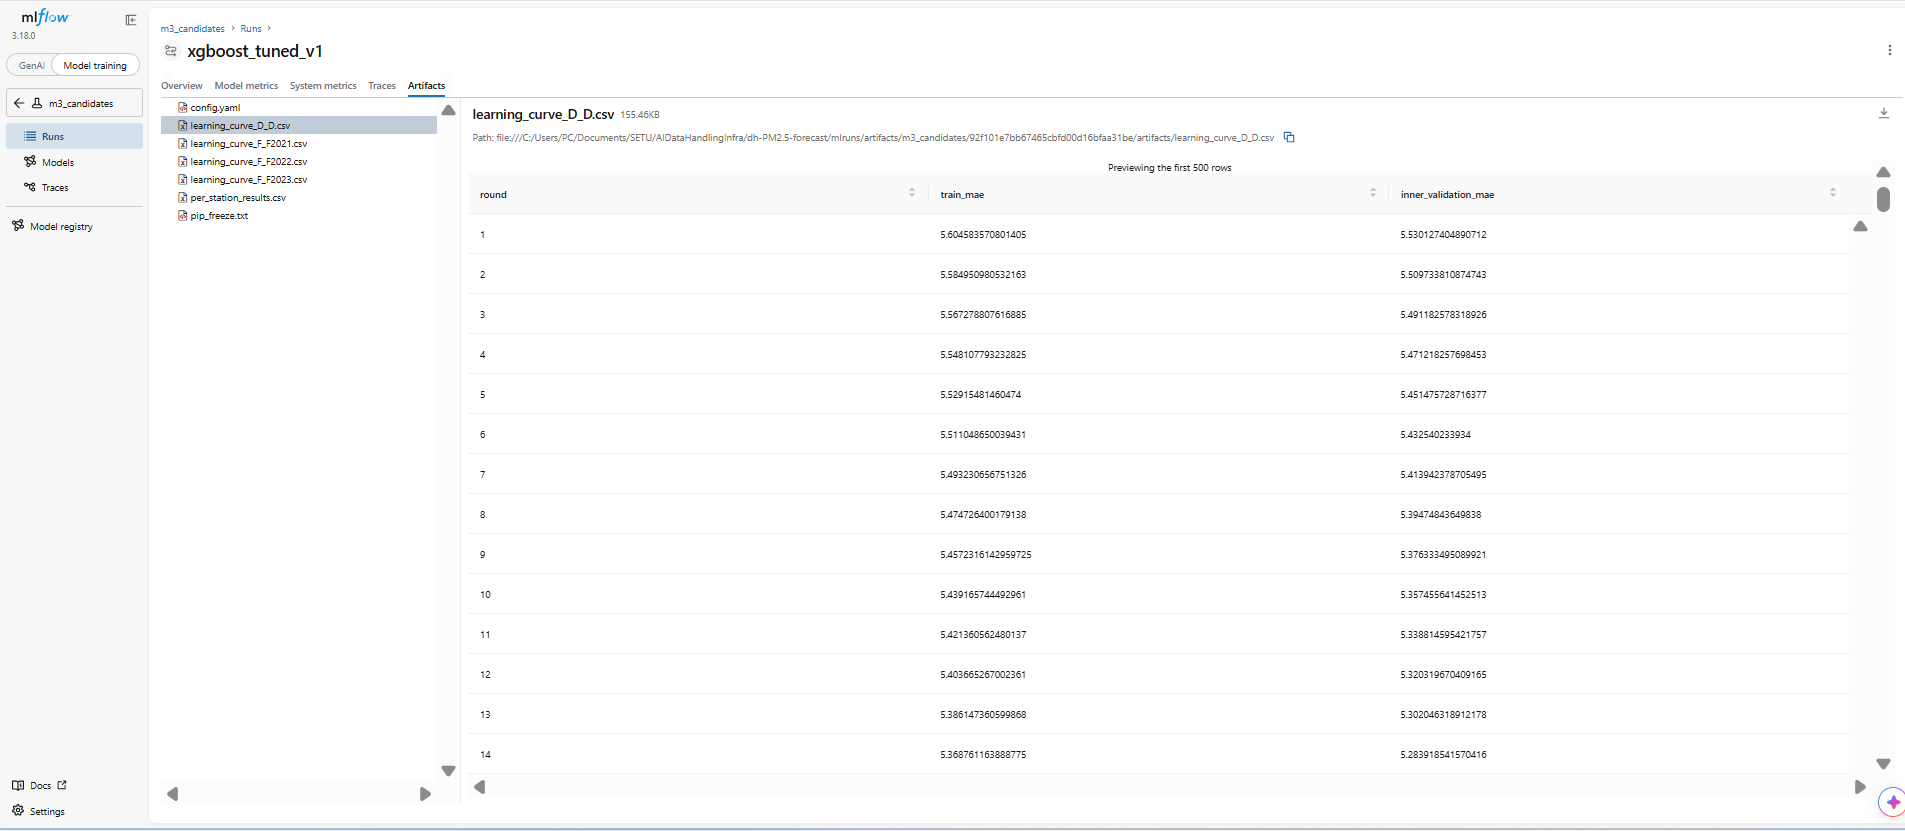 mlflow
3.18.0
GenAI
Model training
m3_candidates
Runs
Models
Traces
Model registry
Docs
Settings
m3_candidates > Runs >
xgboost_tuned_v1
Overview Model metrics System metrics Traces Artifacts
config.yaml
learning_curve_D_D.csv
learning_curve_F_F2021.csv
learning_curve_F_F2022.csv
learning_curve_F_F2023.csv
per_station_results.csv
pip_freeze.txt
learning_curve_D_D.csv 155.46KB
Path: file:///C:/Users/PC/Documents/SETU/AIDataHandlingInfra/dh-PM2.5-forecast/mlruns/artifacts/m3_candidates/92f101e7bb67465cbfd00d16bfaa31be/artifacts/learning_curve_D_D.csv
Previewing the first 500 rows
round train_mae inner_validation_mae
1 5.604583570801405 5.530127404890712
2 5.584950980532163 5.509733810874743
3 5.567278807616885 5.491182578318926
4 5.548107793232825 5.471218257698453
5 5.52915481460474 5.451475728716377
6 5.511048650039431 5.432540233934
7 5.493230656751326 5.413942378705495
8 5.474726400179138 5.39474843649838
9 5.4572316142959725 5.376333495089921
10 5.439165744492961 5.357455641452513
11 5.421360562480137 5.338814595421757
12 5.403665267002361 5.320319670409165
13 5.386147360599868 5.302046318912178
14 5.368761163888775 5.283918541570416